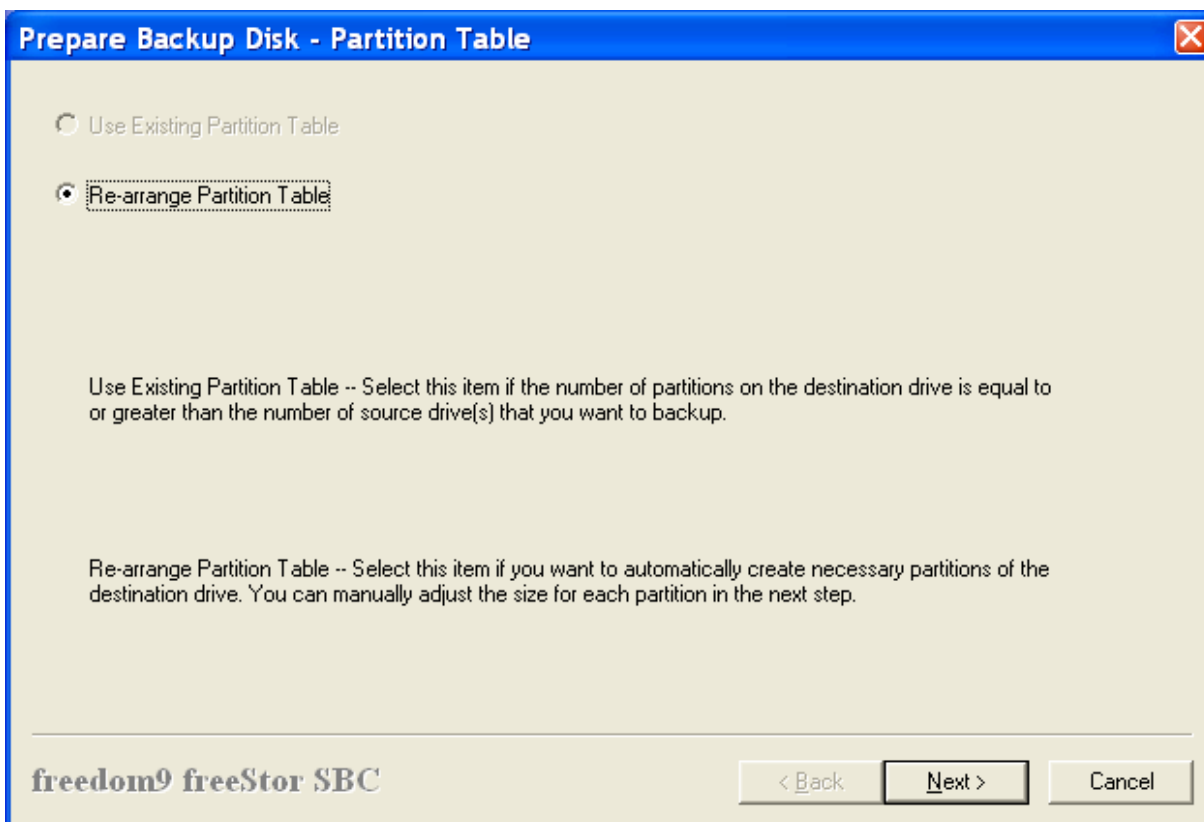 Prepare Backup Disk - Partition Table
Use Existing Partition Table
Re-arrange Partition Table
Use Existing Partition Table -- Select this item if the number of partitions on the destination drive is equal to
or greater than the number of source drive(s) that you want to backup.
Re-arrange Partition Table -- Select this item if you want to automatically create necessary partitions of the
destination drive. You can manually adjust the size for each partition in the next step.
freedom9 freeStor SBC
< Back
Next >
Cancel